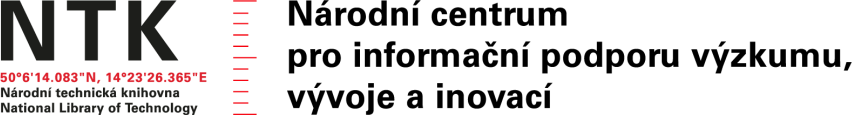 NTK
50°6'14.083"N, 14°23'26.365"E
Národní technická knihovna
National Library of Technology
Národní centrum
pro informační podporu výzkumu,
vývoje a inovací